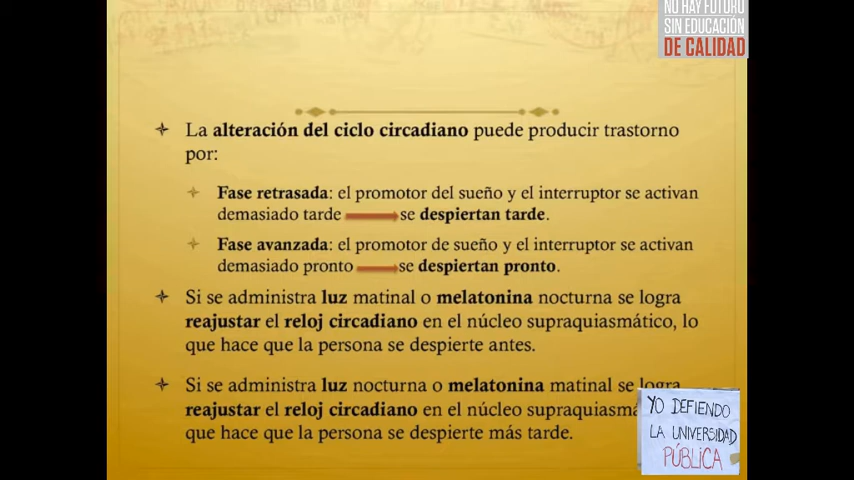 NO HAY FUTURO
SIN EDUCACIÓN
DE CALIDAD
La alteración del ciclo circadiano puede producir trastorno
por:
Fase retrasada: el promotor del sueño y el interruptor se activan
demasiado tarde se despiertan tarde.
Fase avanzada: el promotor de sueño y el interruptor se activan
demasiado pronto se despiertan pronto.
Si se administra luz matinal o melatonina nocturna se logra
reajustar el reloj circadiano en el núcleo supraquiasmático, lo
que hace que la persona se despierte antes.
Si se administra luz nocturna o melatonina matinal se logra
reajustar el reloj circadiano en el núcleo
que hace que la persona se despierte más tarde.
YO DEFIENDO
LA UNIVERSIDAD
PÚBLICA